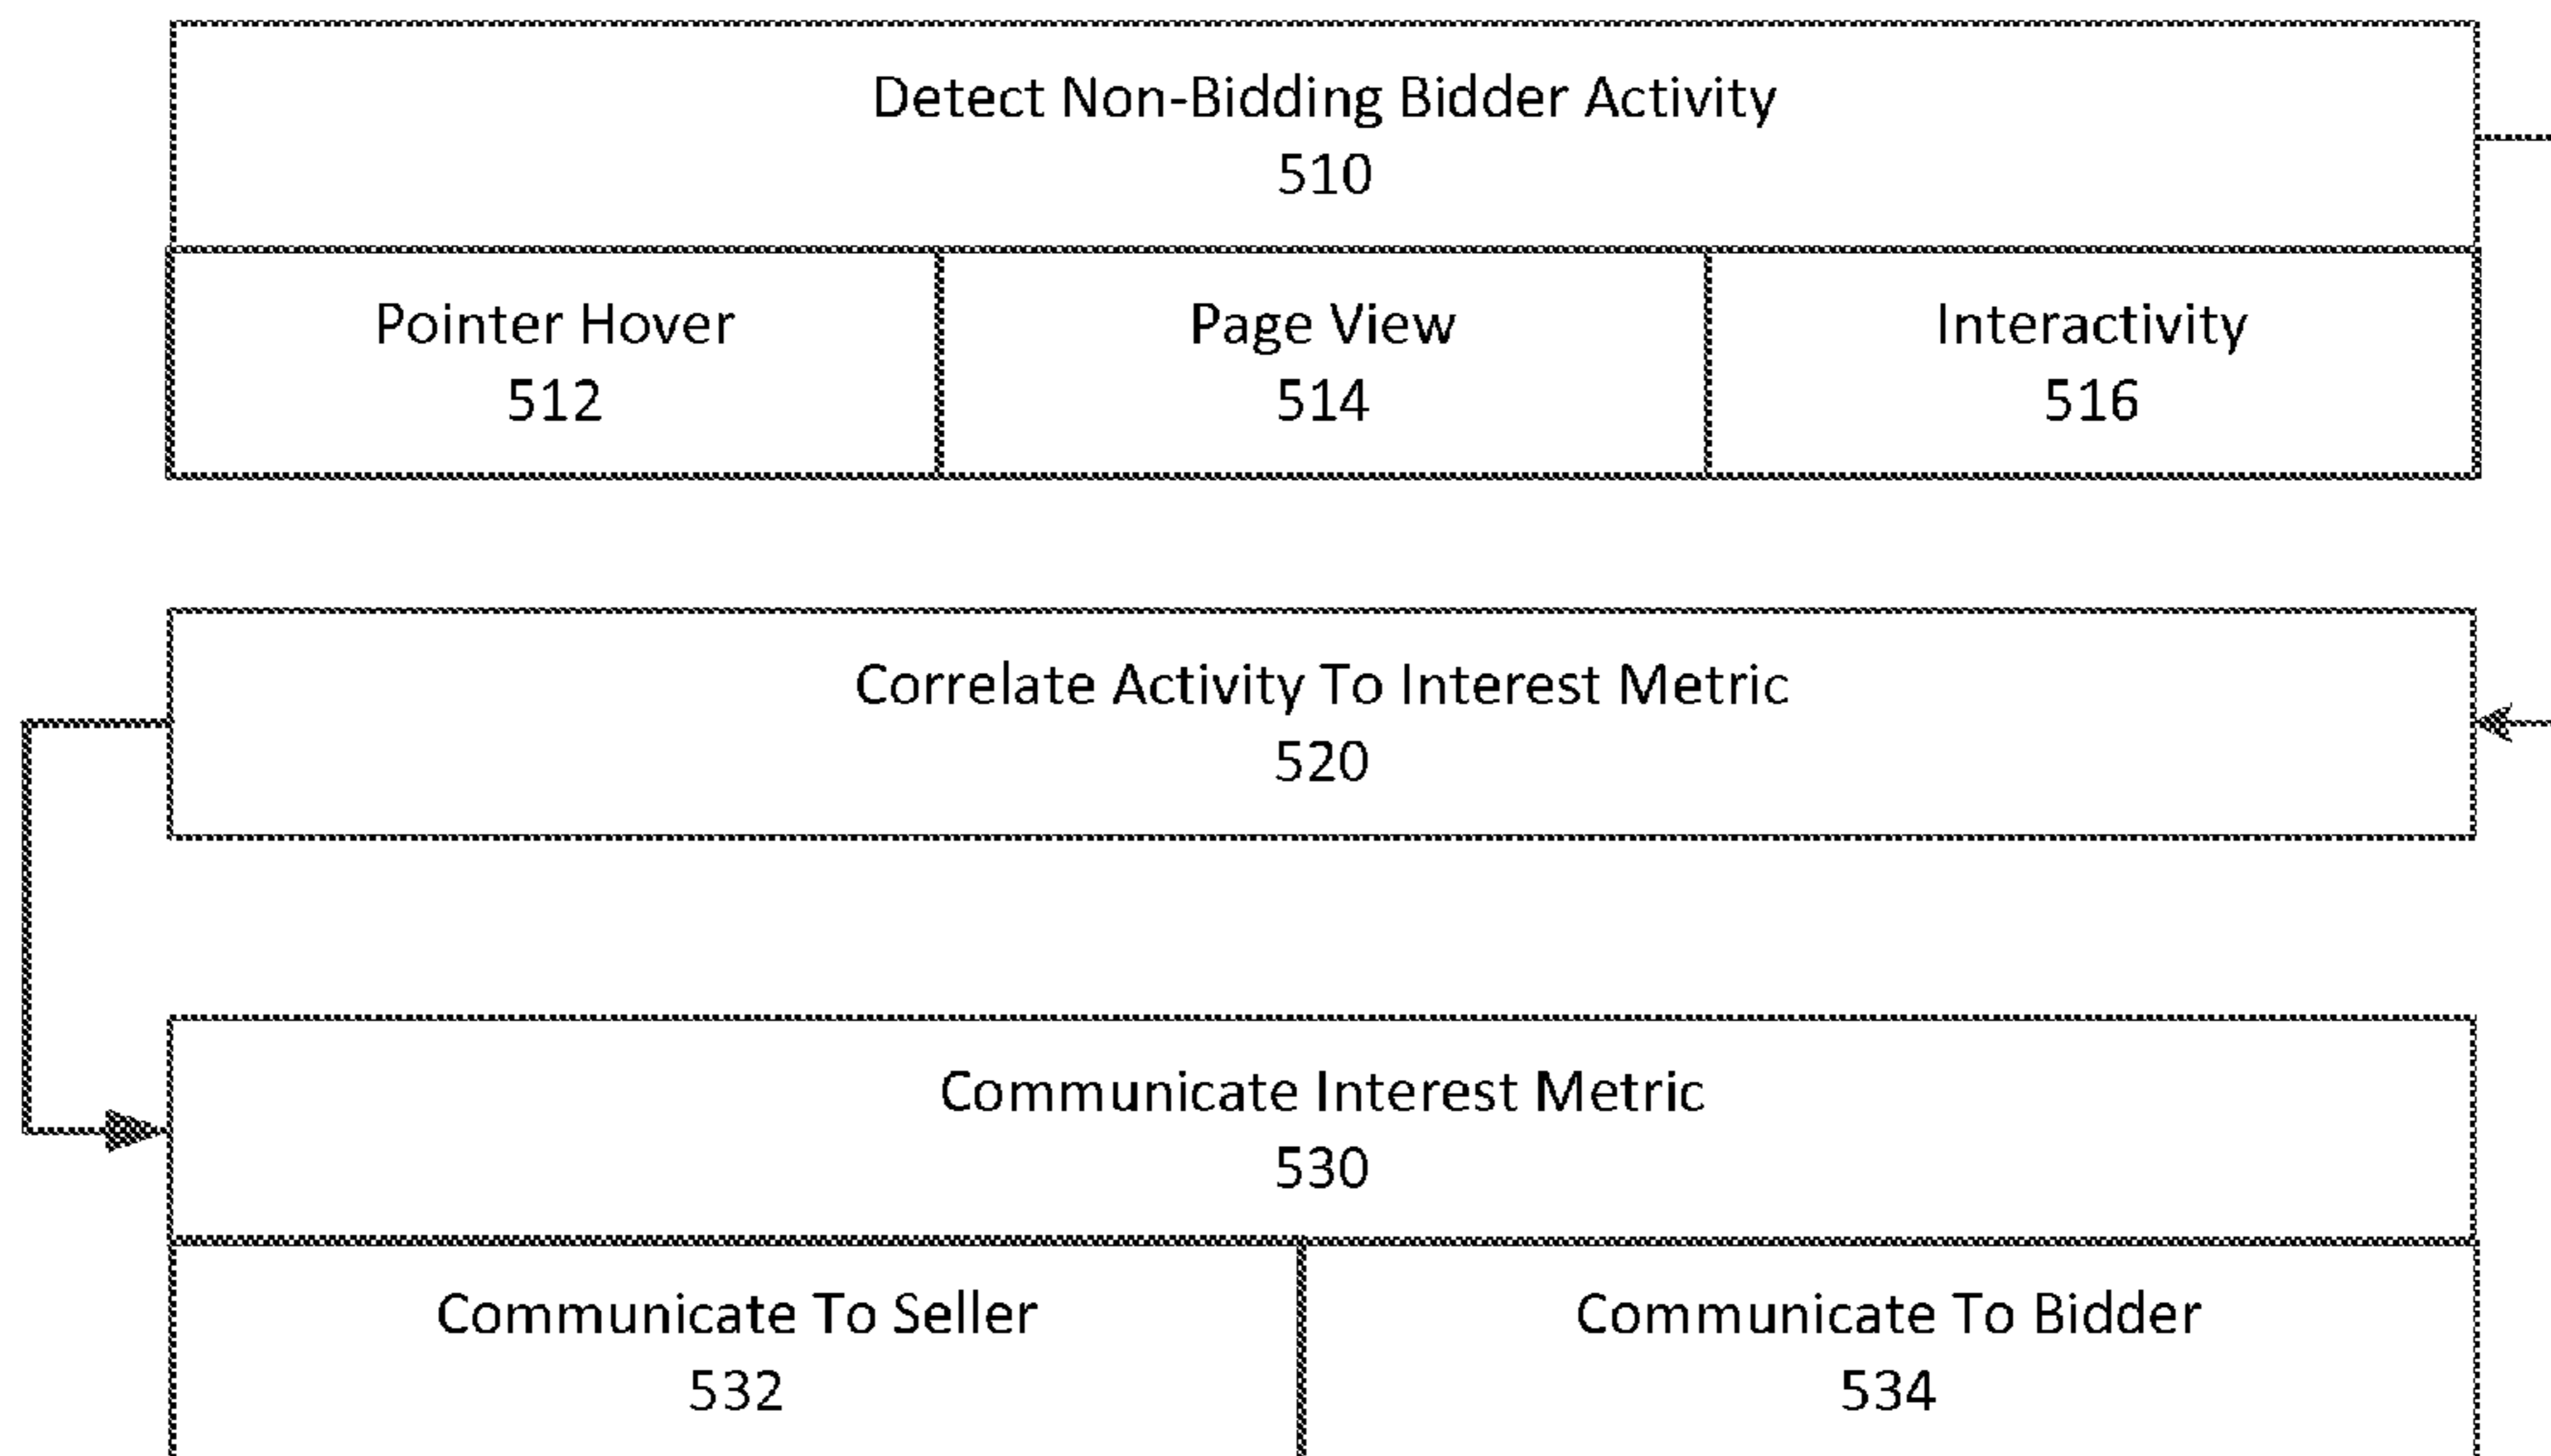 Detect Non-Bidding Bidder Activity
510
Pointer Hover
512
Page View
514
Interactivity
516
Correlate Activity To Interest Metric
520
Communicate Interest Metric
530
Communicate To Seller
532
Communicate To Bidder
534